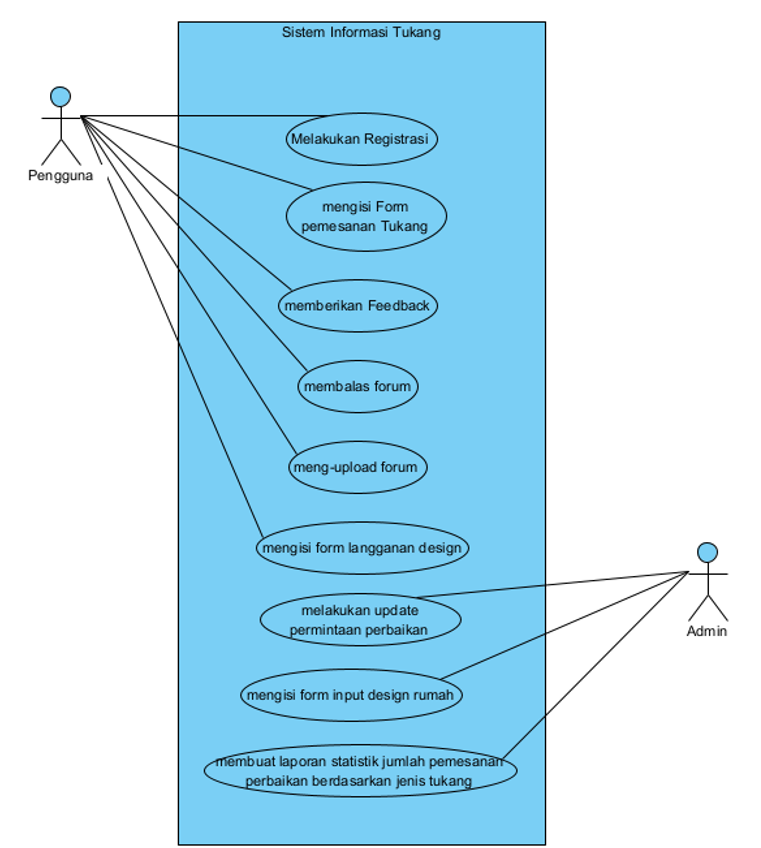 Sistem Informasi Tukang
Pengguna
Melakukan Registrasi
mengisi Form
pemesanan Tukang
memberikan Feedback
membalas forum
meng-upload forum
mengisi form langganan design
melakukan update
permintaan perbaikan
Admin
mengisi form input design rumah
membuat laporan statistik jumlah pemesanan
perbaikan berdasarkan jenis tukang